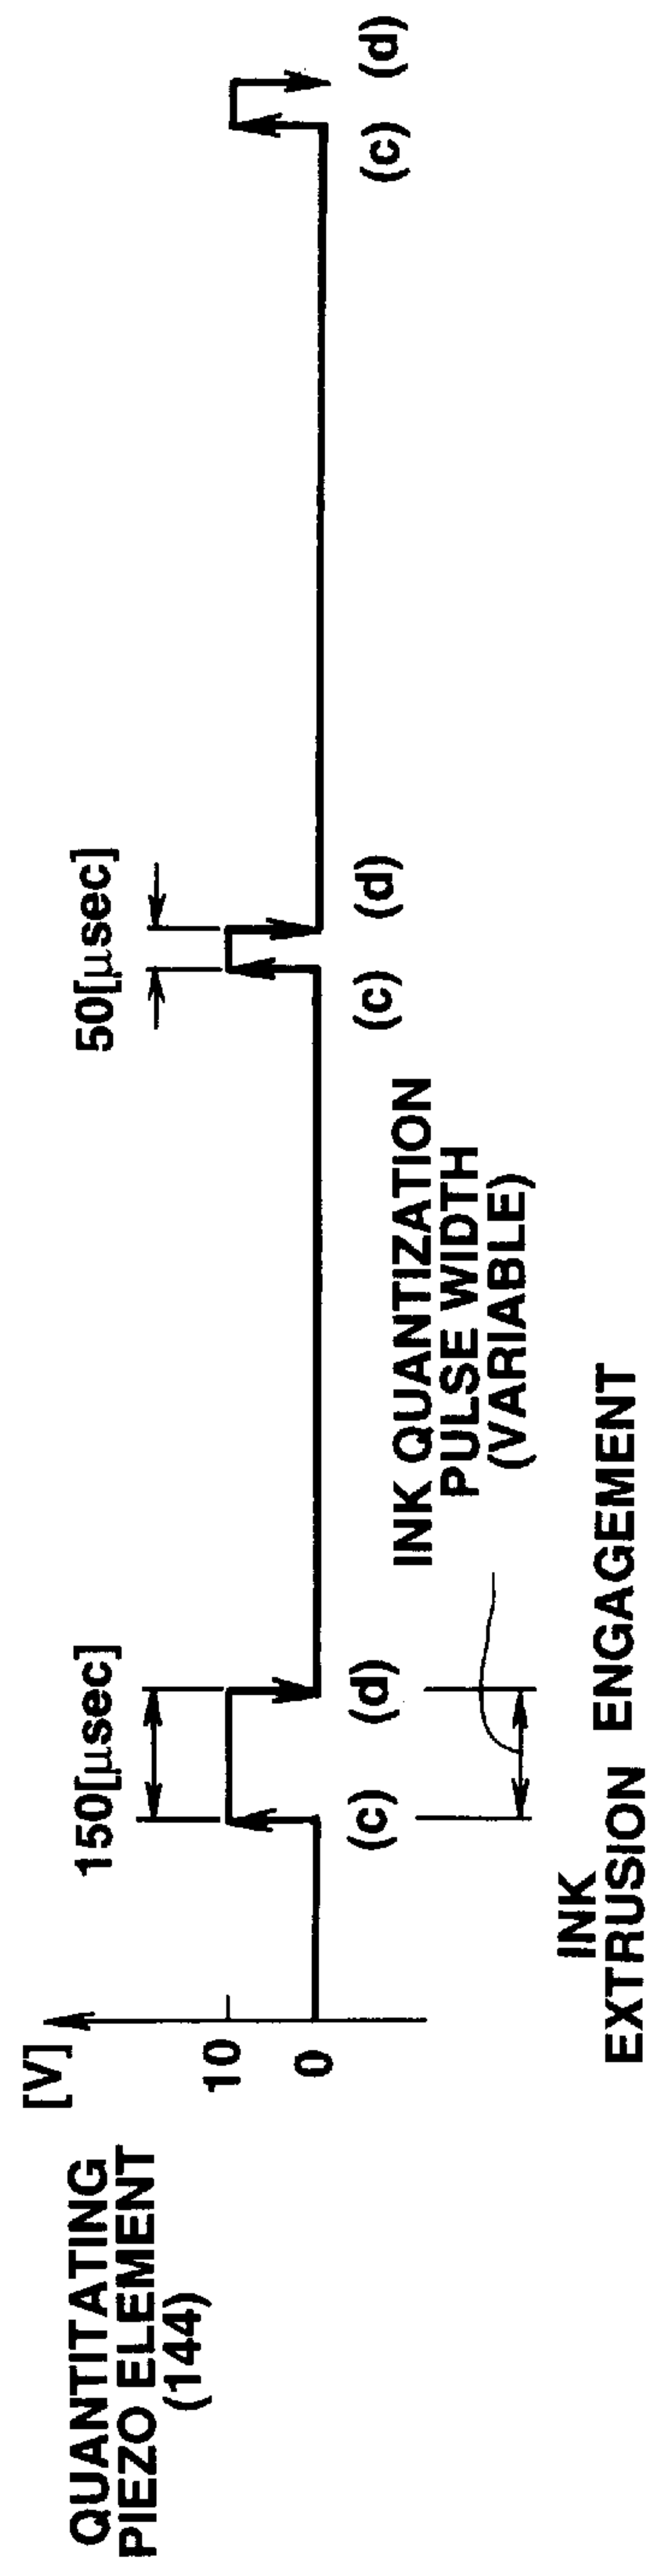 QUANTITATING
PIEZO ELEMENT
(144)
[V]
10
0
150[μsec]
50[μsec]
(c)
(d)
(c)
(d)
(c)
(d)
INK QUANTIZATION
PULSE WIDTH
(VARIABLE)
INK
EXTRUSION ENGAGEMENT